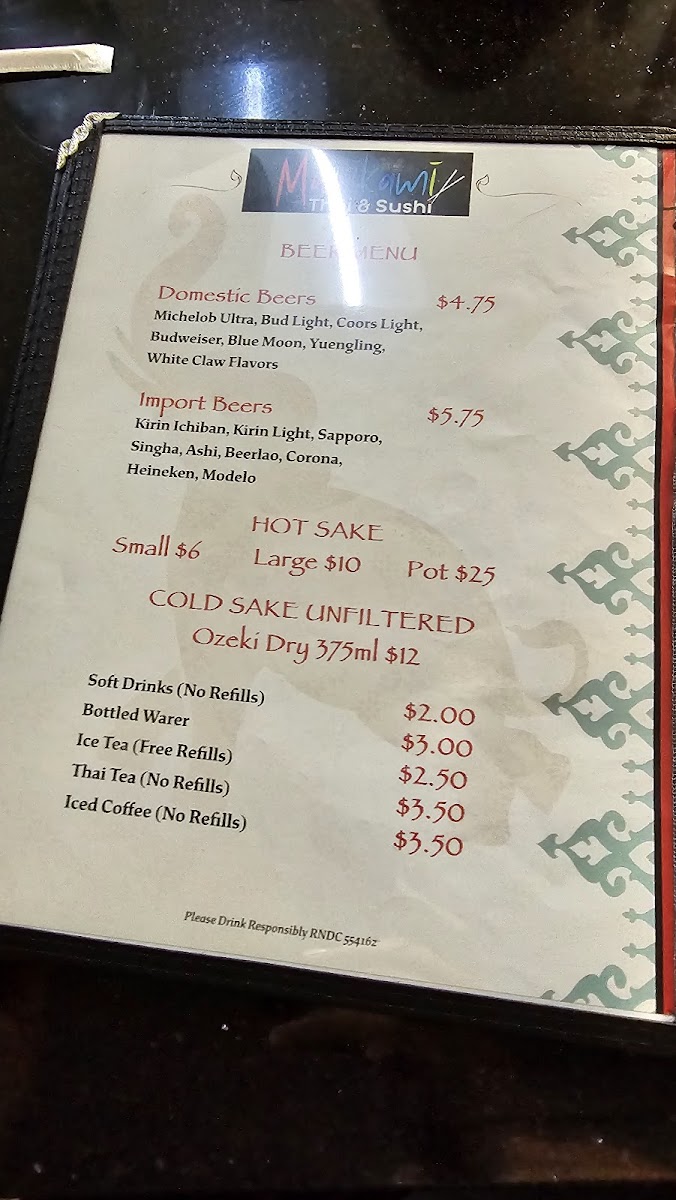 Thai & Sushi
BEER MENU
Domestic Beers $4.75
Michelob Ultra, Bud Light, Coors Light,
Budweiser, Blue Moon, Yuengling,
White Claw Flavors
Import Beers $5.75
Kirin Ichiban, Kirin Light, Sapporo,
Singha, Ashi, Beerlao, Corona,
Heineken, Modelo
HOT SAKE
Small $6 Large $10 Pot $25
COLD SAKE UNFILTERED
Ozeki Dry 375ml $12
Soft Drinks (No Refills) $2.00
Bottled Warer $3.00
Ice Tea (Free Refills) $2.50
Thai Tea (No Refills) $3.50
Iced Coffee (No Refills) $3.50
Please Drink Responsibly RNDC 554162